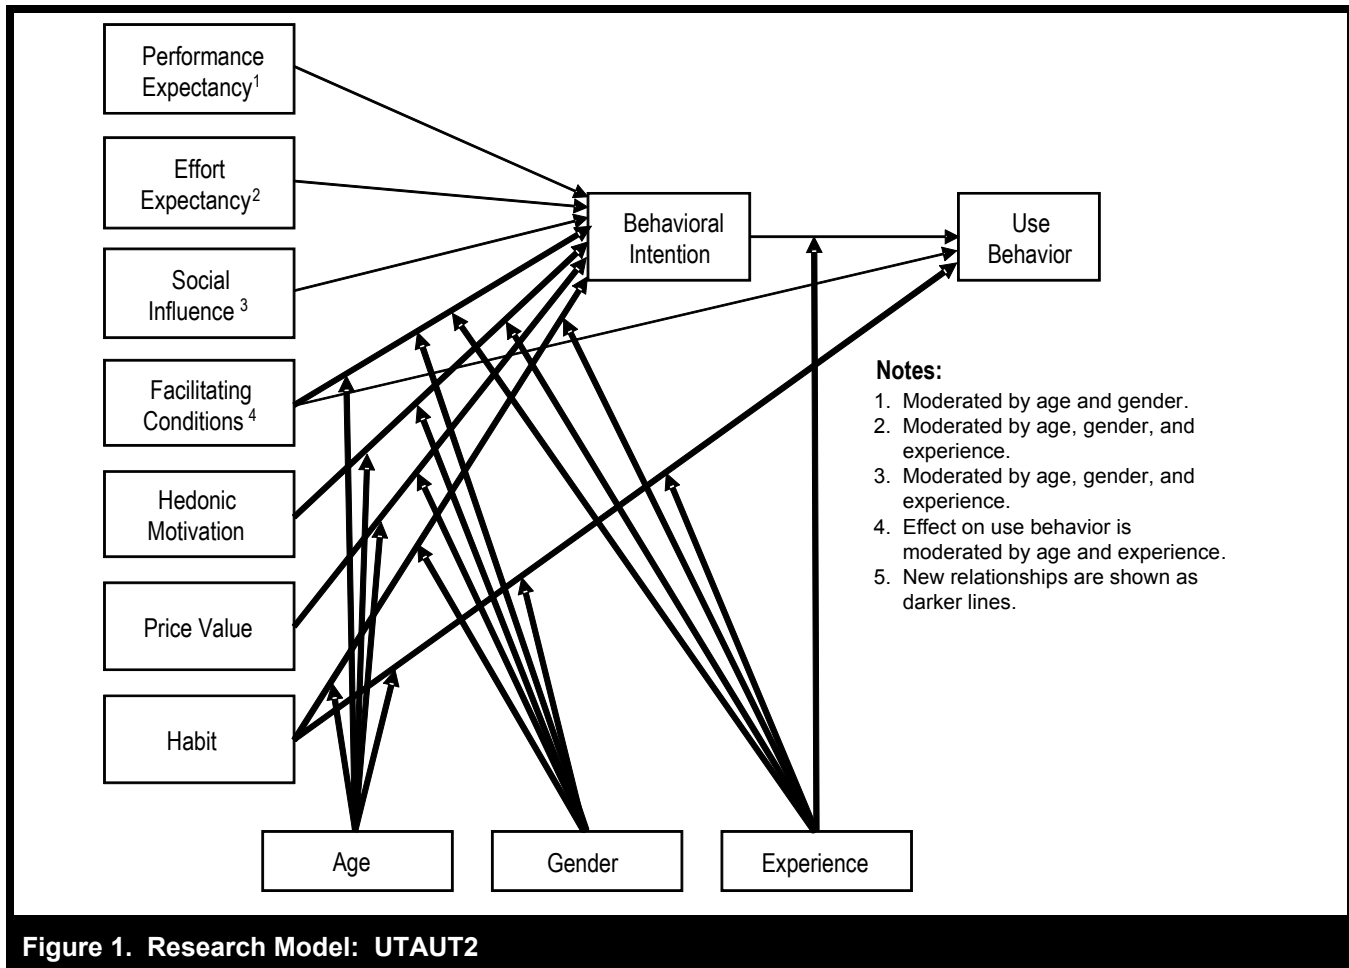 Performance
Expectancy1
Effort
Expectancy2
Social
Influence 3
Facilitating
Conditions 4
Hedonic
Motivation
Price Value
Habit
Behavioral
Intention
Use
Behavior
Notes:
1. Moderated by age and gender.
2. Moderated by age, gender, and
experience.
3. Moderated by age, gender, and
experience.
4. Effect on use behavior is
moderated by age and experience.
5. New relationships are shown as
darker lines.
Age
Gender
Experience
Figure 1. Research Model: UTAUT2